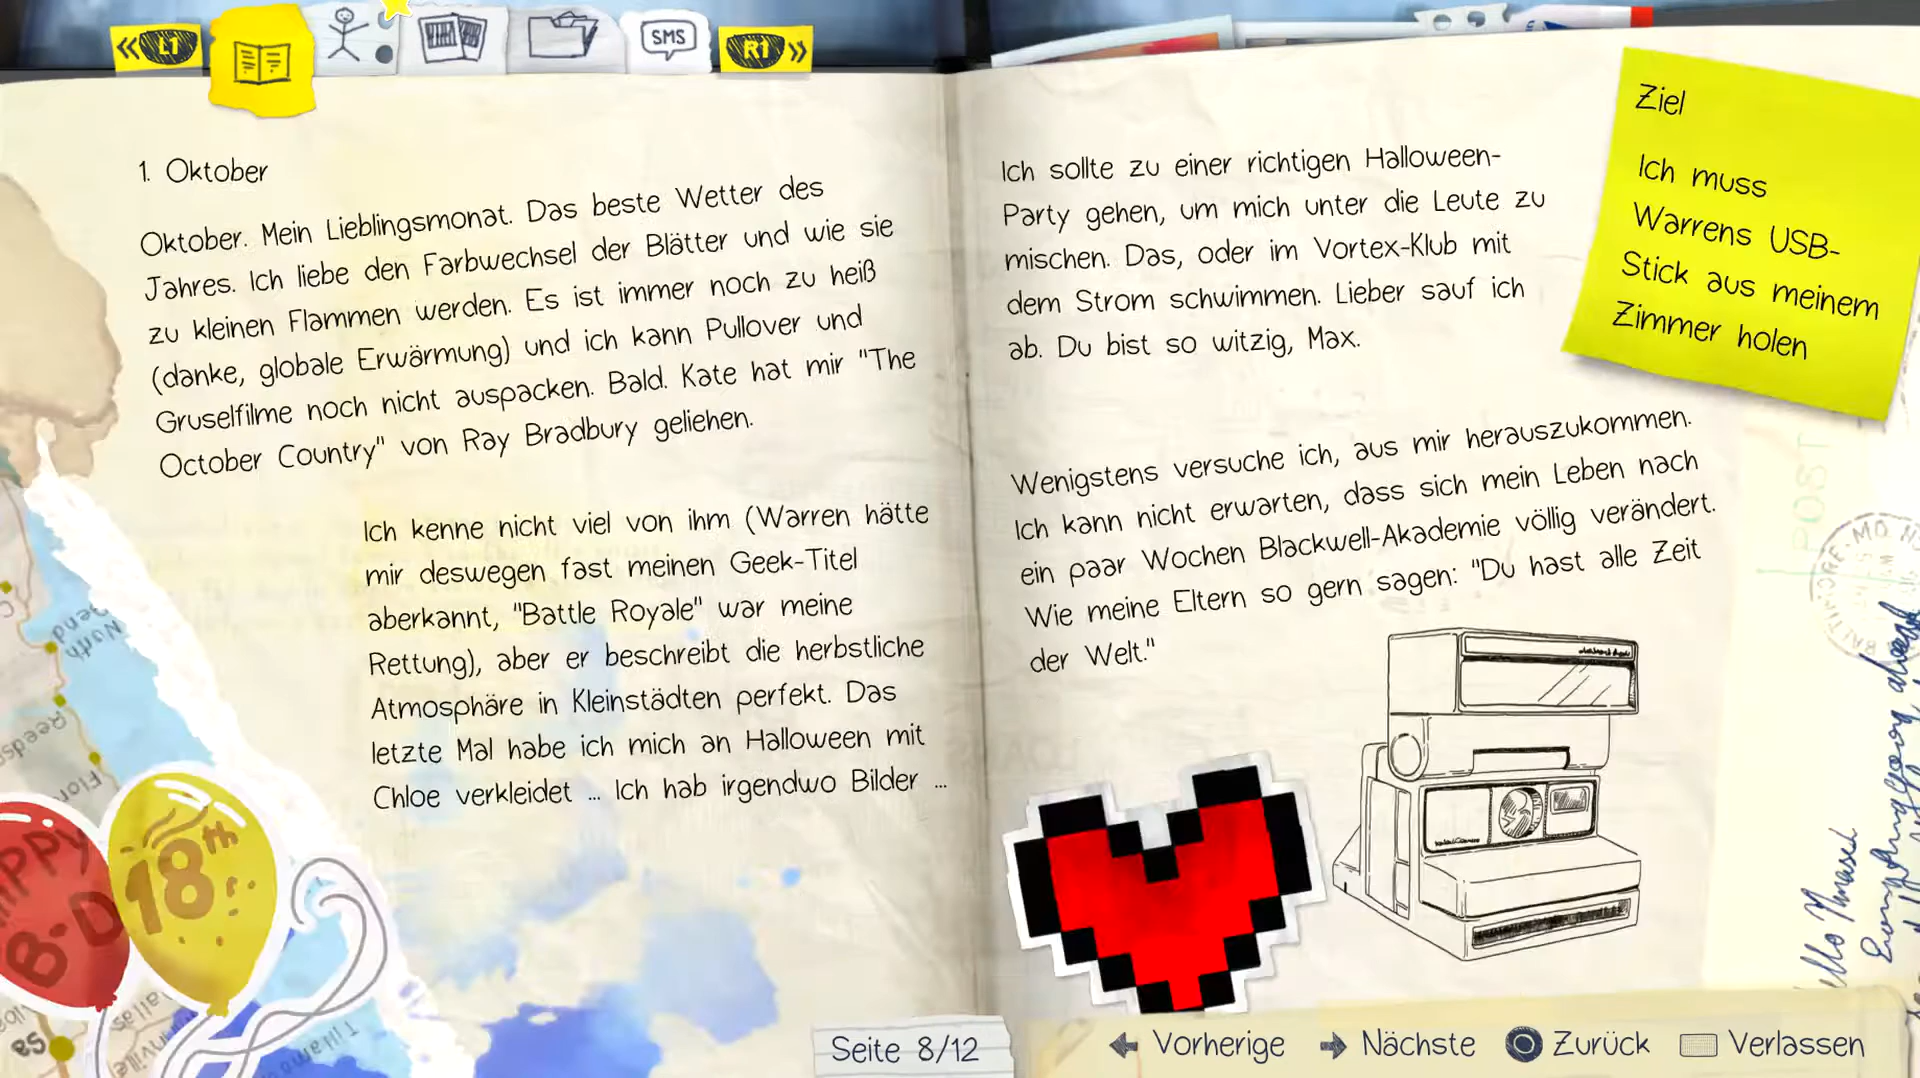 L1
SMS
R1
1. Oktober
Oktober. Mein Lieblingsmonat. Das beste Wetter des
Jahres. Ich liebe den Farbwechsel der Blätter und wie sie
zu kleinen Flammen werden. Es ist immer noch zu heiß
(danke, globale Erwärmung) und ich kann Pullover und
Gruselfilme noch nicht auspacken. Bald. Kate hat mir "The
October Country" von Ray Bradbury geliehen.
Ich kenne nicht viel von ihm (Warren hätte
mir deswegen fast meinen Geek-Titel
aberkannt, "Battle Royale" war meine
Rettung), aber er beschreibt die herbstliche
Atmosphäre in Kleinstädten perfekt. Das
letzte Mal habe ich mich an Halloween mit
Chloe verkleidet ... Ich hab irgendwo Bilder ...
Ich sollte zu einer richtigen Halloween-
Party gehen, um mich unter die Leute zu
mischen. Das, oder im Vortex-Klub mit
dem Strom schwimmen. Lieber sauf ich
ab. Du bist so witzig, Max.
Wenigstens versuche ich, aus mir herauszukommen.
Ich kann nicht erwarten, dass sich mein Leben nach
ein paar Wochen Blackwell-Akademie völlig verändert.
Wie meine Eltern so gern sagen: "Du hast alle Zeit
der Welt."
Ziel
Ich muss
Warrens USB-
Stick aus meinem
Zimmer holen
POST
North
Bend
18th
B-D
Seite 8/12
Vorherige
Nächste
Zurück
Verlassen